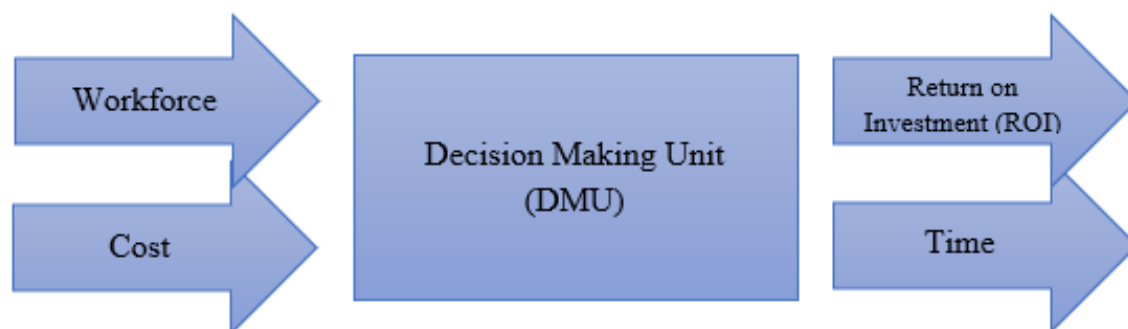 Workforce
Cost
Decision Making Unit
(DMU)
Return on
Investment (ROI)
Time